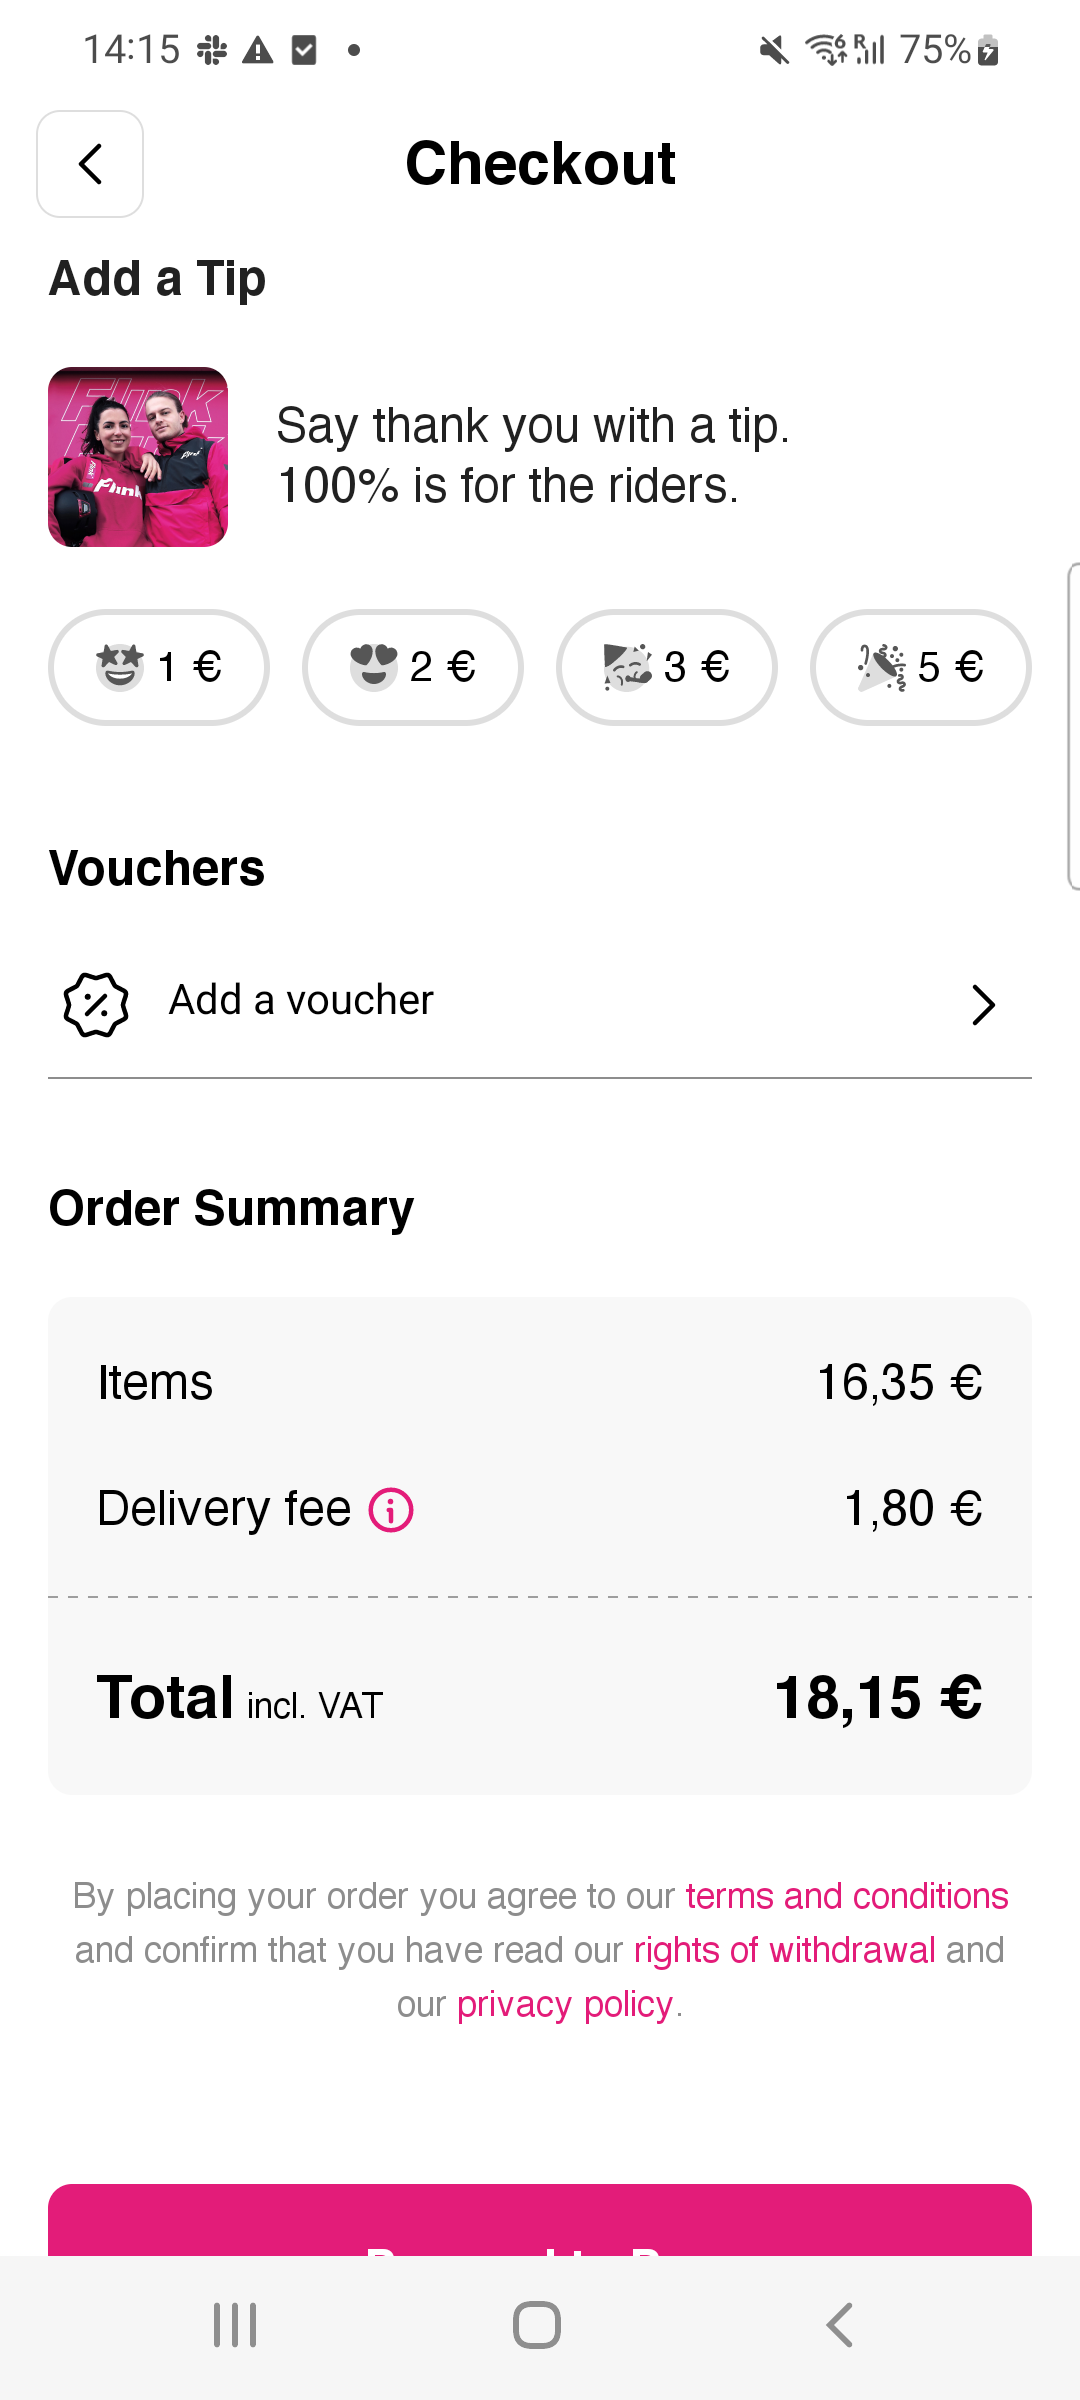 14:15
R 75%
Checkout
Add a Tip
Flink
Flink
Flink
Say thank you with a tip.
100% is for the riders.
1 €
2 €
3 €
5 €
Vouchers
Add a voucher
Order Summary
Items 16,35 €
Delivery fee 1,80 €
Total incl. VAT 18,15 €
By placing your order you agree to our terms and conditions
and confirm that you have read our rights of withdrawal and
our privacy policy.